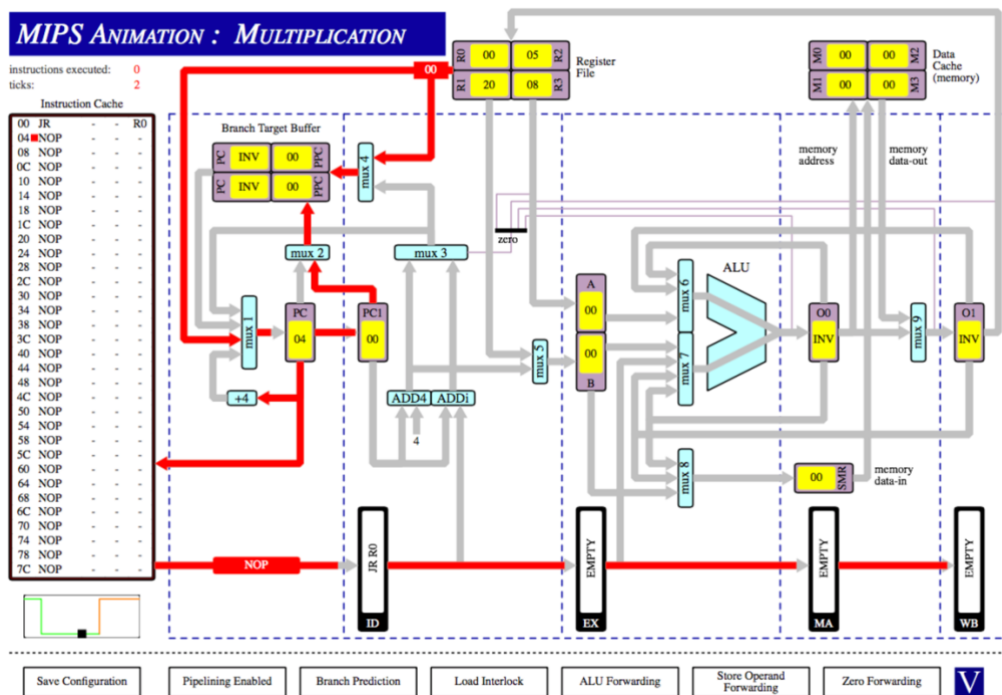 MIPS ANIMATION : MULTIPLICATION
instructions executed: 0
ticks: 2
Instruction Cache
00 JR - - R0
04 NOP - - -
08 NOP - - -
0C NOP - - -
10 NOP - - -
14 NOP - - -
18 NOP - - -
1C NOP - - -
20 NOP - - -
24 NOP - - -
28 NOP - - -
2C NOP - - -
30 NOP - - -
34 NOP - - -
38 NOP - - -
3C NOP - - -
40 NOP - - -
44 NOP - - -
48 NOP - - -
4C NOP - - -
50 NOP - - -
54 NOP - - -
58 NOP - - -
5C NOP - - -
60 NOP - - -
64 NOP - - -
68 NOP - - -
6C NOP - - -
70 NOP - - -
74 NOP - - -
78 NOP - - -
7C NOP - - -
00
R0 00 05 R2
R1 20 08 R3
Register
File
M0 00 00 M2
M1 00 00 M3
Data
Cache
(memory)
Branch Target Buffer
PC INV 00 PPC
PC INV 00 PPC
mux 4
memory
address
memory
data-out
zero
mux 2
mux 3
mux 1
PC
04
PC1
00
+4
ADD4
ADDi
4
mux 5
A
00
00
B
mux 6
mux 7
ALU
O0
INV
mux 9
O1
INV
mux 8
00 SMR
memory
data-in
NOP
JR R0
ID
EMPTY
EX
EMPTY
MA
EMPTY
WB
Save Configuration
Pipelining Enabled
Branch Prediction
Load Interlock
ALU Forwarding
Store Operand
Forwarding
Zero Forwarding
V